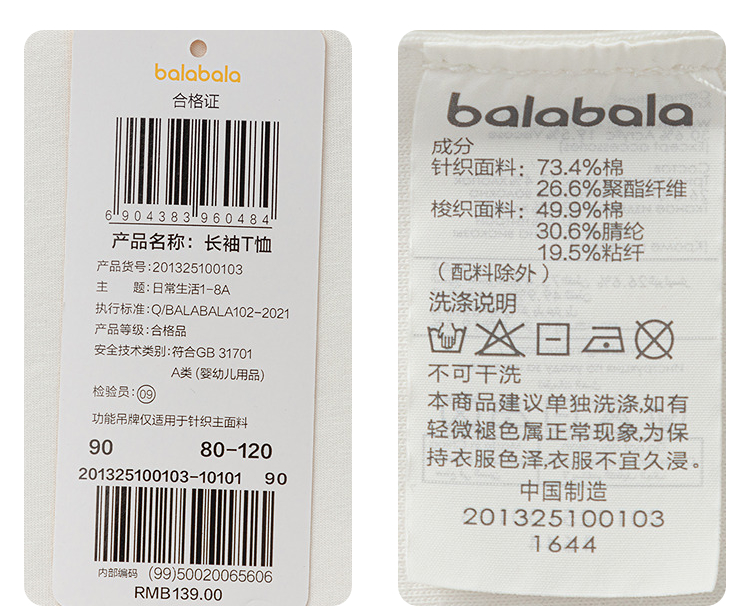 balabala
合格证
6 904383 960484
产品名称：长袖T恤
产品货号:201325100103
主 题:日常生活1-8A
执行标准:Q/BALABALA102-2021
产品等级:合格品
安全技术类别:符合GB 31701
A类 (婴幼儿用品)
检验员:09
功能吊牌仅适用于针织主面料
90 80-120
201325100103-10101 90
内部编码 (99)50020065606
RMB139.00
balabala
成分
针织面料：73.4%棉
26.6%聚酯纤维
梭织面料：49.9%棉
30.6%腈纶
19.5%粘纤
（配料除外）
洗涤说明
不可干洗
本商品建议单独洗涤,如有
轻微褪色属正常现象,为保
持衣服色泽,衣服不宜久浸。
中国制造
201325100103
1644